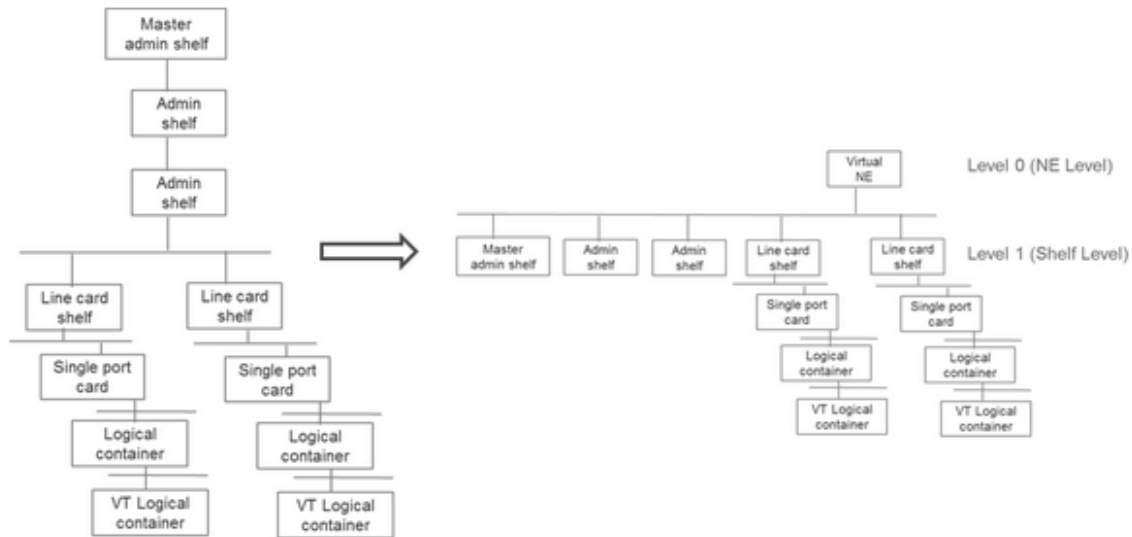 Master
admin shelf
Admin
shelf
Admin
shelf
Line card
shelf
Line card
shelf
Single port
card
Single port
card
Logical
container
Logical
container
VT Logical
container
VT Logical
container
Virtual
NE
Level 0 (NE Level)
Master
admin shelf
Admin
shelf
Admin
shelf
Line card
shelf
Line card
shelf
Level 1 (Shelf Level)
Single port
card
Single port
card
Logical
container
Logical
container
VT Logical
container
VT Logical
container